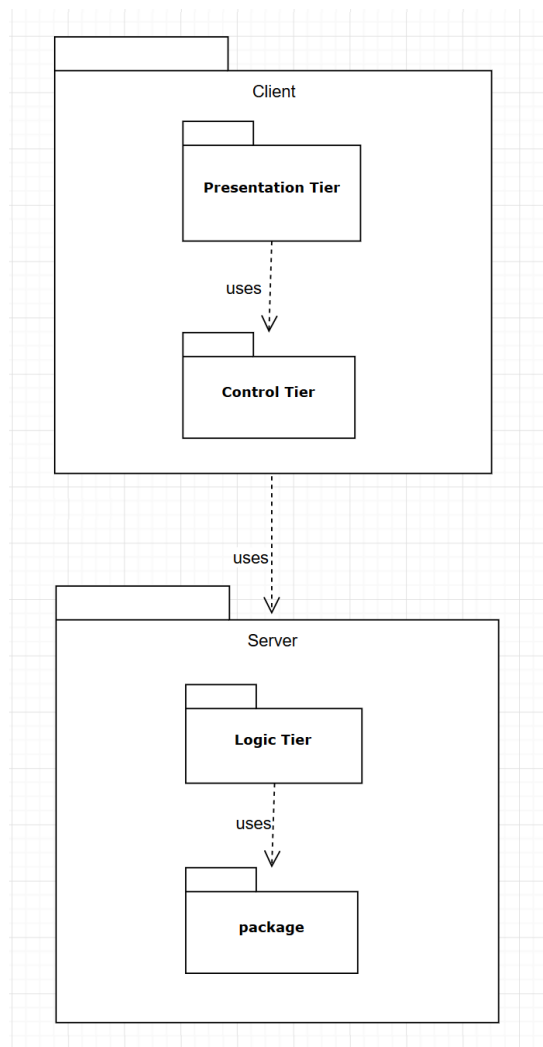 Client
Presentation Tier
uses
Control Tier
uses
Server
Logic Tier
uses
package